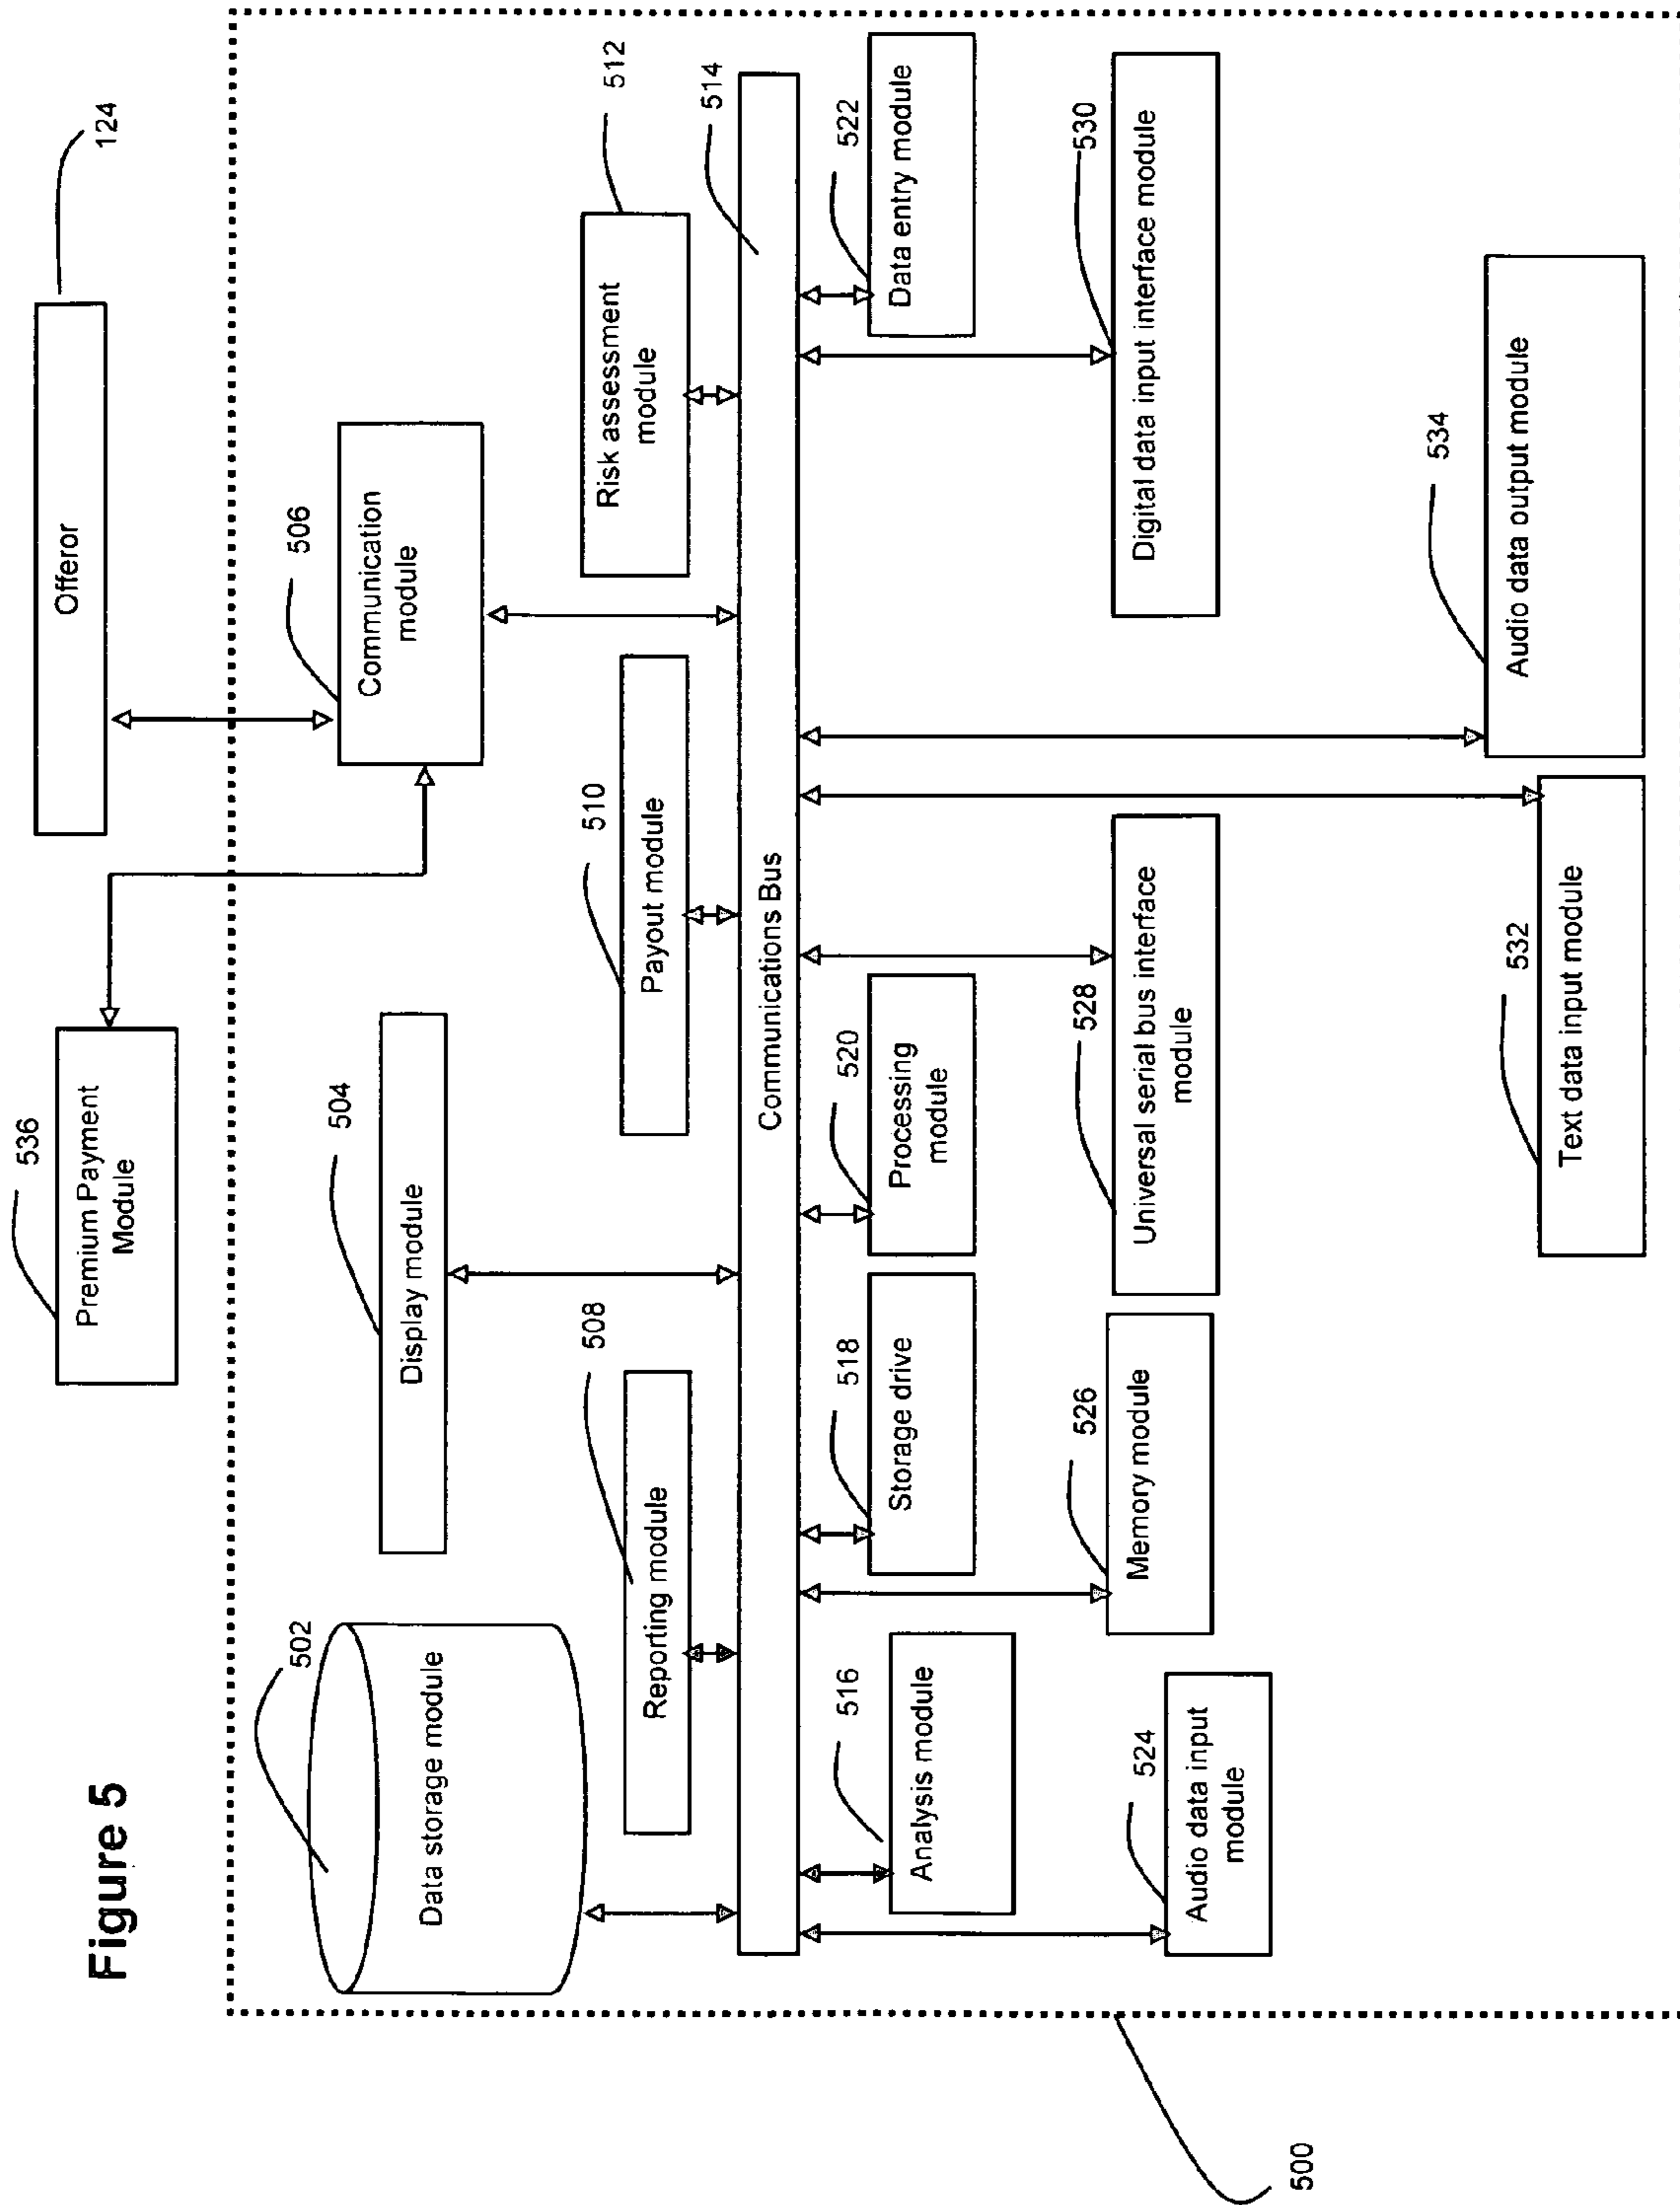 Figure 5
536
Premium Payment
Module
Offeror
124
502
Data storage module
504
Display module
506
Communication
module
508
Reporting module
510
Payout module
512
Risk assessment
module
514
Communications Bus
516
Analysis module
518
Storage drive
520
Processing
module
522
Data entry module
524
Audio data input
module
526
Memory module
528
Universal serial bus interface
module
530
Digital data input interface module
532
Text data input module
534
Audio data output module
500